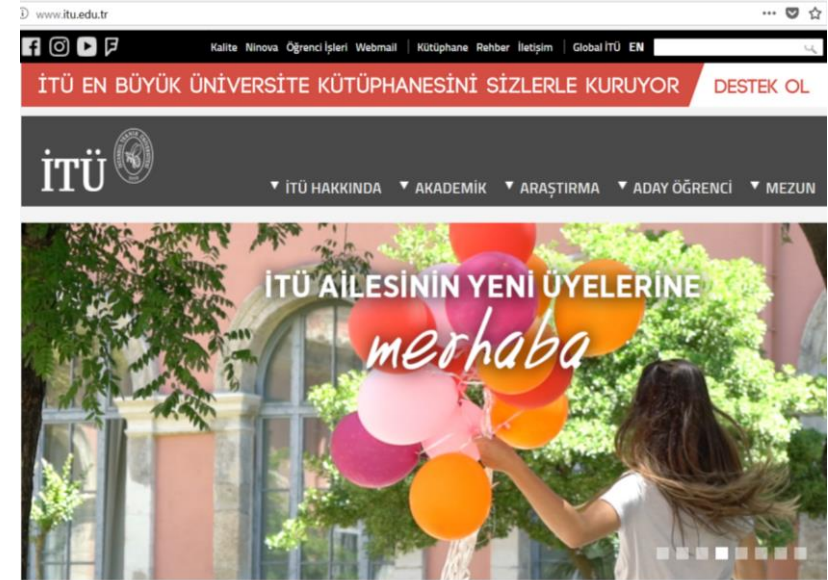 www.itu.edu.tr
Kalite Ninova Öğrenci İşleri Webmail | Kütüphane Rehber İletişim | Global İTÜ EN
İTÜ EN BÜYÜK ÜNİVERSİTE KÜTÜPHANESİNİ SİZLERLE KURUYOR DESTEK OL
İTÜ
İTÜ HAKKINDA AKADEMİK ARAŞTIRMA ADAY ÖĞRENCİ MEZUN
İTÜ AİLESİNİN YENİ ÜYELERİNE
merhaba